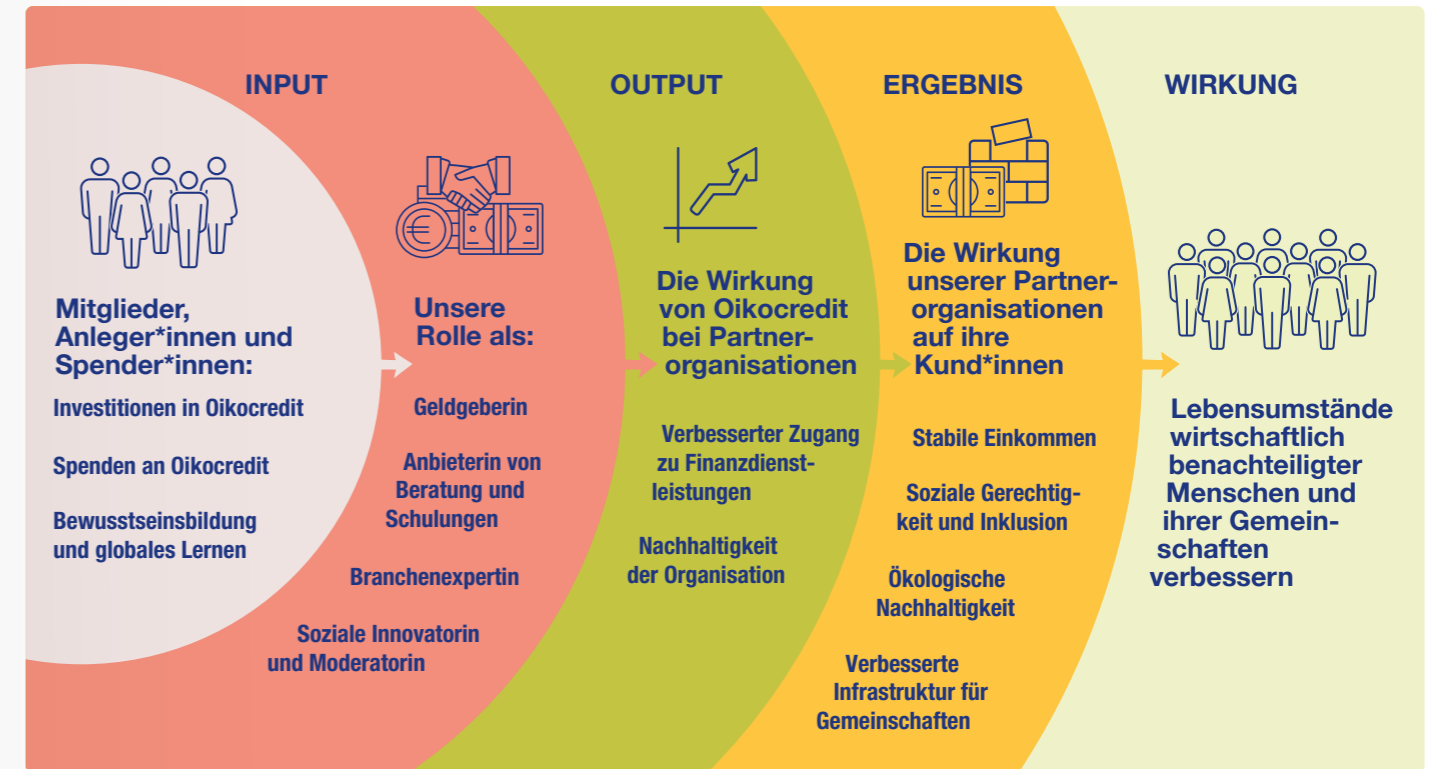 INPUT
Mitglieder,
Anleger*innen und
Spender*innen:
Investitionen in Oikocredit
Spenden an Oikocredit
Bewusstseinsbildung
und globales Lernen
Unsere
Rolle als:
Geldgeberin
Anbieterin von
Beratung und
Schulungen
Branchenexpertin
Soziale Innovatorin
und Moderatorin
OUTPUT
Die Wirkung
von Oikocredit
bei Partner-
organisationen
Verbesserter Zugang
zu Finanzdienst-
leistungen
Nachhaltigkeit
der Organisation
ERGEBNIS
Die Wirkung
unserer Partner-
organisationen
auf ihre
Kund*innen
Stabile Einkommen
Soziale Gerechtig-
keit und Inklusion
Ökologische
Nachhaltigkeit
Verbesserte
Infrastruktur für
Gemeinschaften
WIRKUNG
Lebensumstände
wirtschaftlich
benachteiligter
Menschen und
ihrer Gemein-
schaften
verbessern